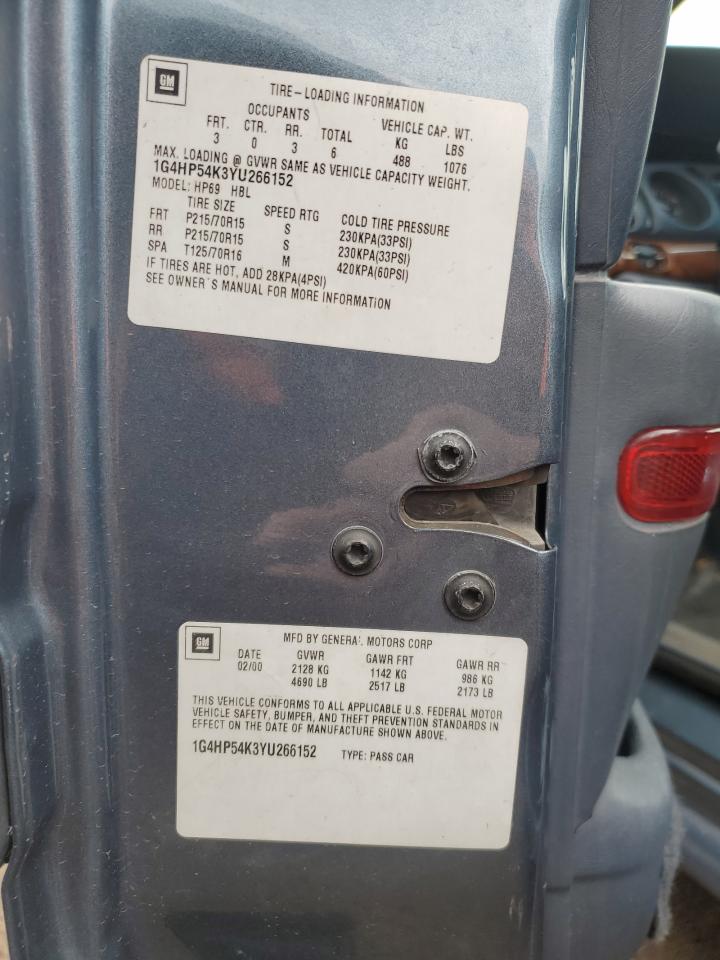 GM
TIRE-LOADING INFORMATION
OCCUPANTS VEHICLE CAP. WT.
FRT. CTR. RR. TOTAL KG LBS
3 0 3 6 488 1076
MAX. LOADING @ GVWR SAME AS VEHICLE CAPACITY WEIGHT.
1G4HP54K3YU266152
MODEL: HP69 HBL
TIRE SIZE SPEED RTG COLD TIRE PRESSURE
FRT P215/70R15 S 230KPA(33PSI)
RR P215/70R15 S 230KPA(33PSI)
SPA T125/70R16 M 420KPA(60PSI)
IF TIRES ARE HOT, ADD 28KPA(4PSI)
SEE OWNER'S MANUAL FOR MORE INFORMATION
GM
MFD BY GENERAL MOTORS CORP
DATE GVWR GAWR FRT GAWR RR
02/00 2128 KG 1142 KG 986 KG
4690 LB 2517 LB 2173 LB
THIS VEHICLE CONFORMS TO ALL APPLICABLE U.S. FEDERAL MOTOR
VEHICLE SAFETY, BUMPER, AND THEFT PREVENTION STANDARDS IN
EFFECT ON THE DATE OF MANUFACTURE SHOWN ABOVE.
1G4HP54K3YU266152 TYPE: PASS CAR